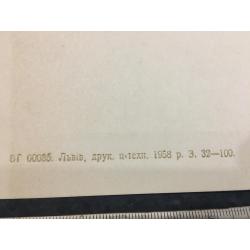 БГ 00085. Львів, друк. п-техн. 1958 р. З. 32—100.